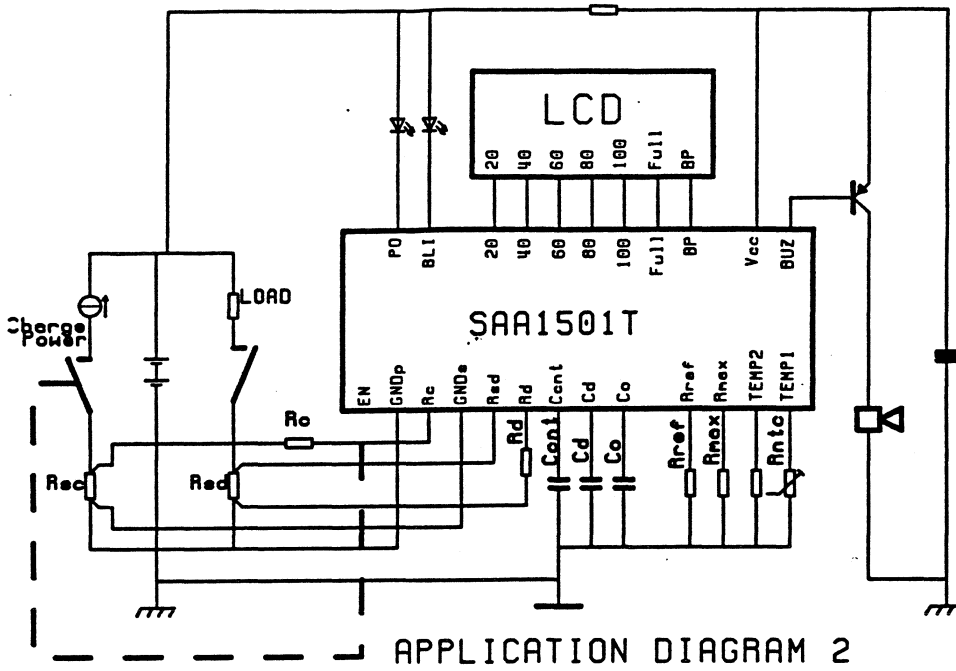 LCD
20 40 60 80 100 Full BP
PO BLI 20 40 60 80 100 Full BP Vcc BUZ
LOAD
Charge
Power
SAA1501T
EN GNDp Rc GNDs Rsd Rd Ccnt Cd Co Rref Rmax TEMP2 TEMP1
Rc
Rd Ccnt Cd Co Rref Rmax Rntc
Rsc
Rsd
APPLICATION DIAGRAM 2